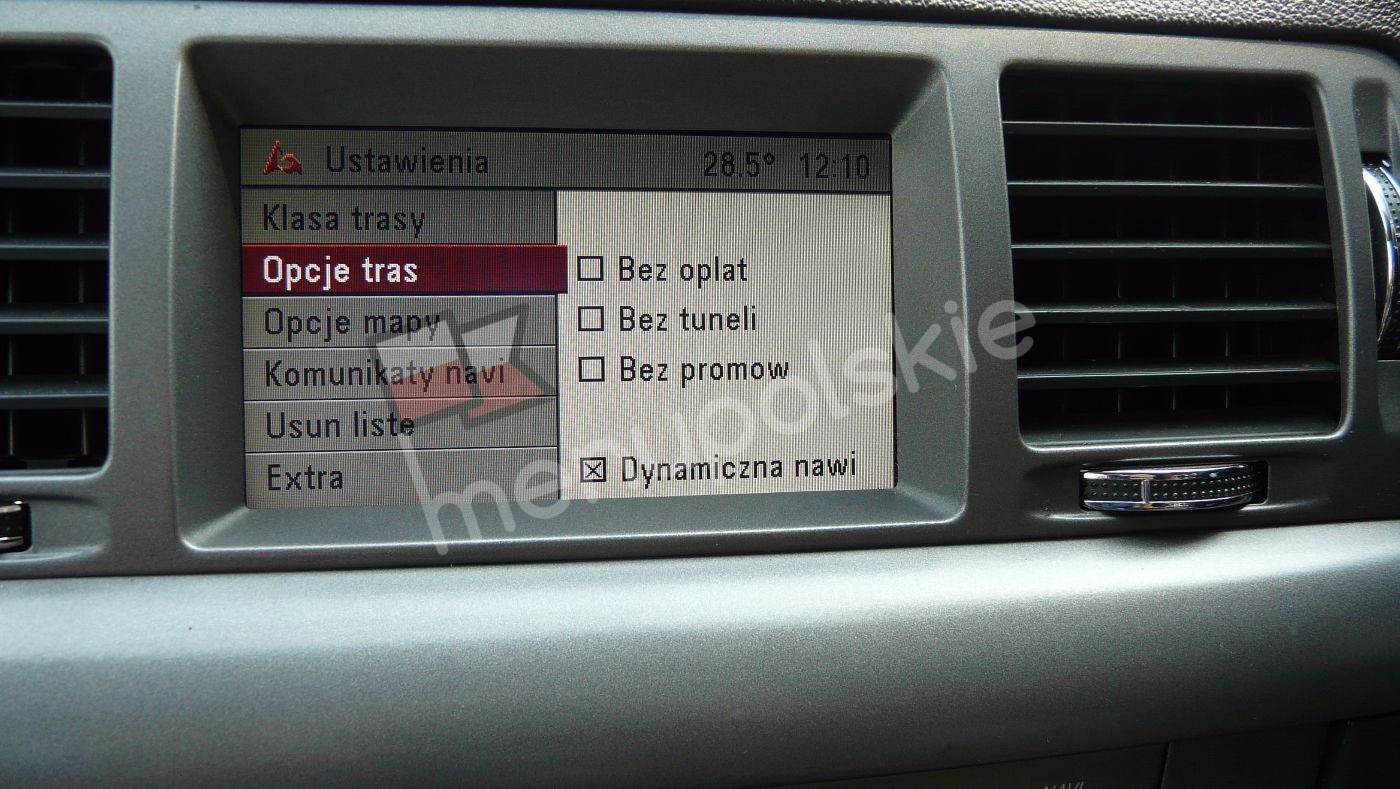 Ustawienia 28.5° 12:10
Klasa trasy
Opcje tras
Opcje mapy
Komunikaty navi
Usun liste
Extra
Bez oplat
Bez tuneli
Bez promow
Dynamiczna nawi
menupolskie